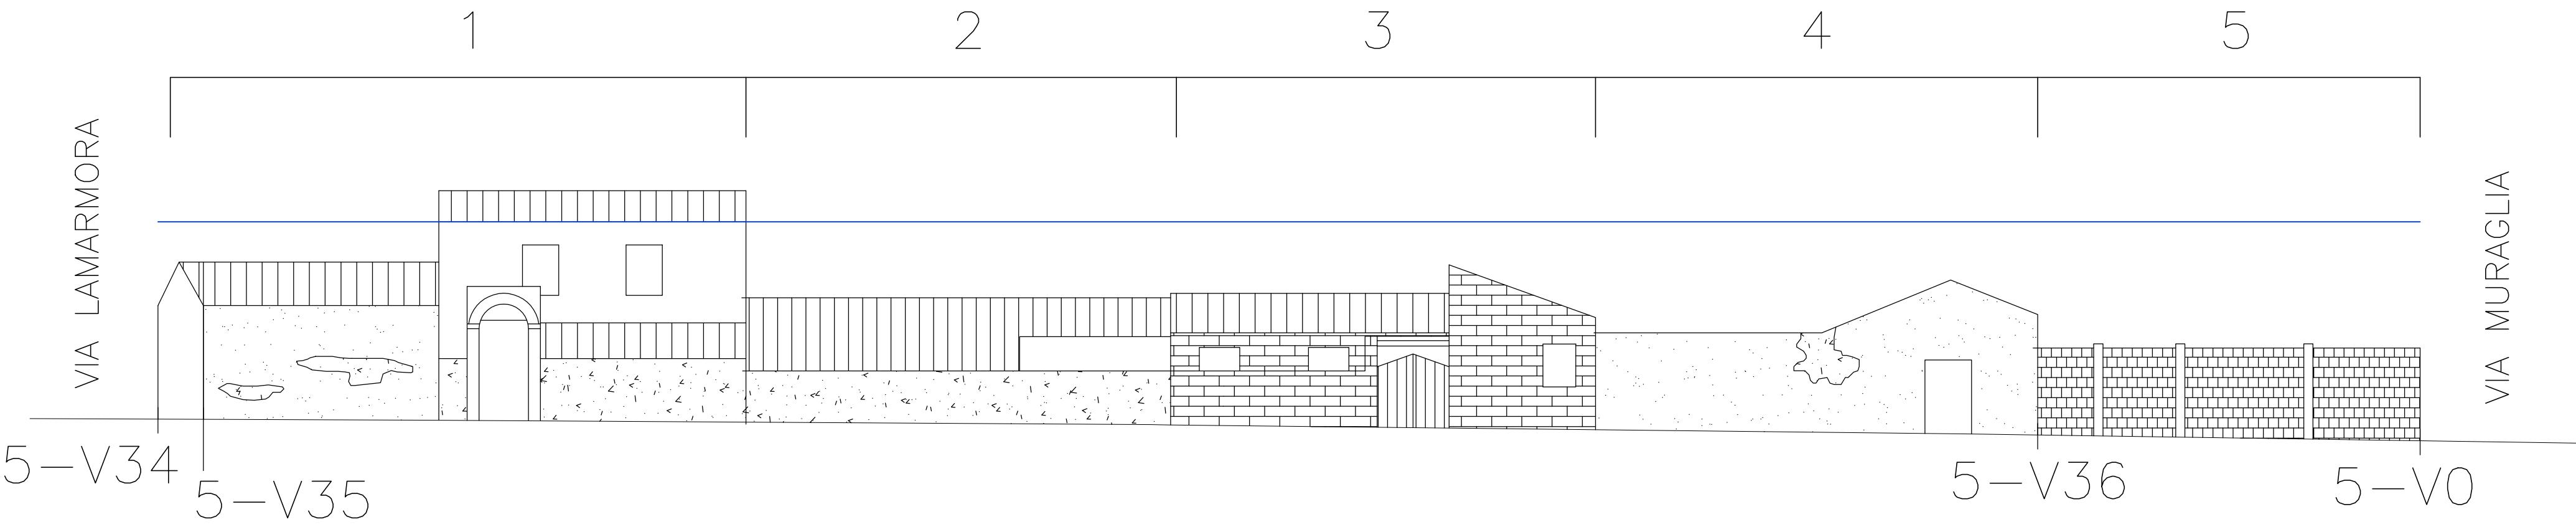 1 2 3 4 5
VIA LAMARMORA
VIA MURAGLIA
5-V34
5-V35
5-V36
5-V0